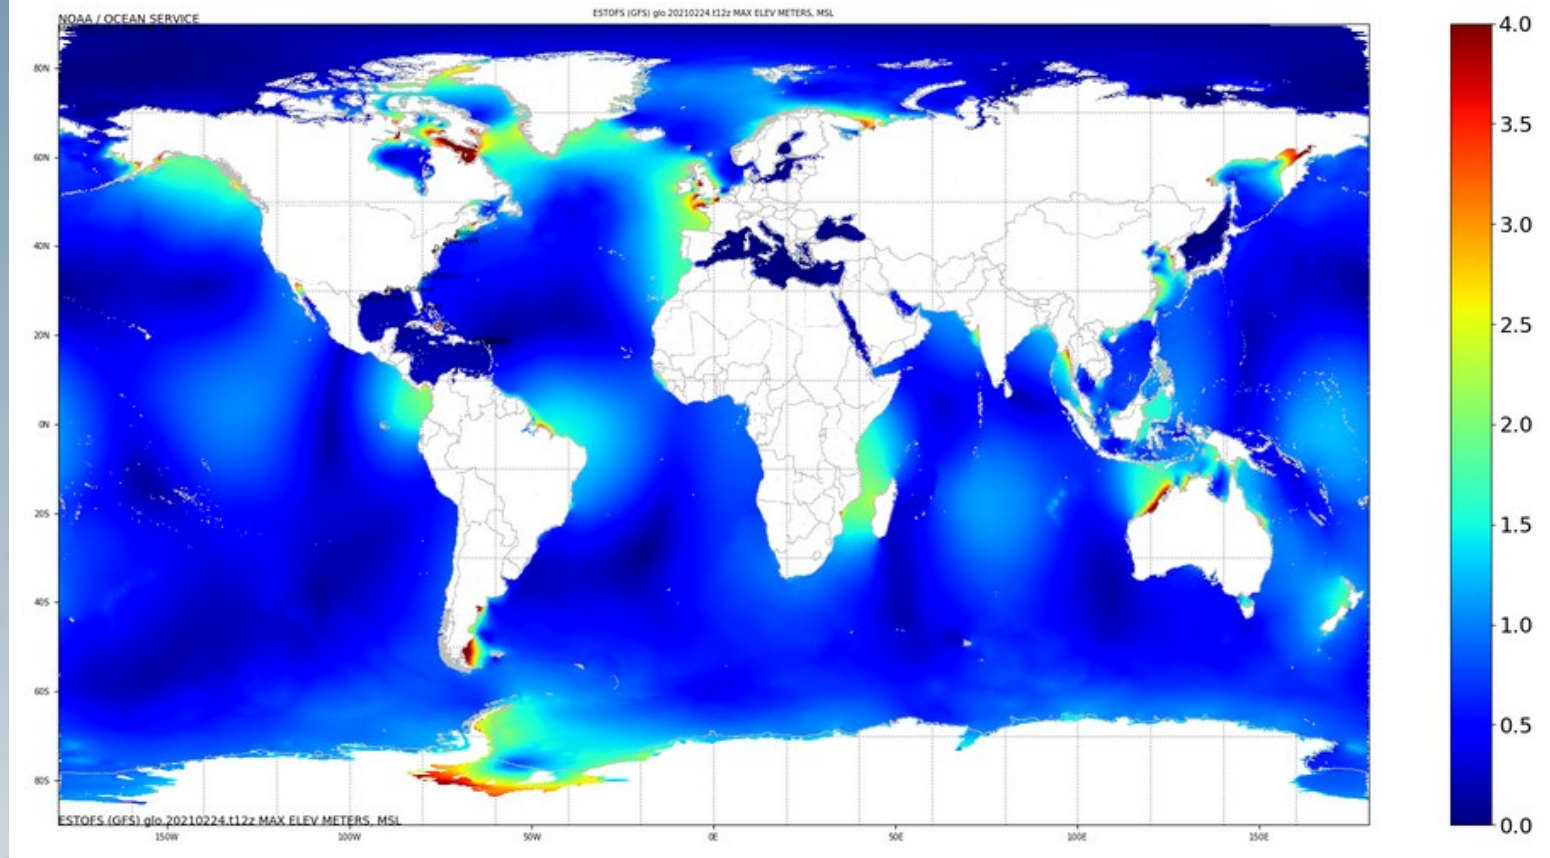 NOAA / OCEAN SERVICE
ESTOFS (GFS) glo.20210224.t12z MAX ELEV METERS, MSL
80N
60N
40N
20N
0N
20S
40S
60S
80S
150W
100W
50W
0E
50E
100E
150E
4.0
3.5
3.0
2.5
2.0
1.5
1.0
0.5
0.0
ESTOFS (GFS) glo.20210224.t12z MAX ELEV METERS, MSL